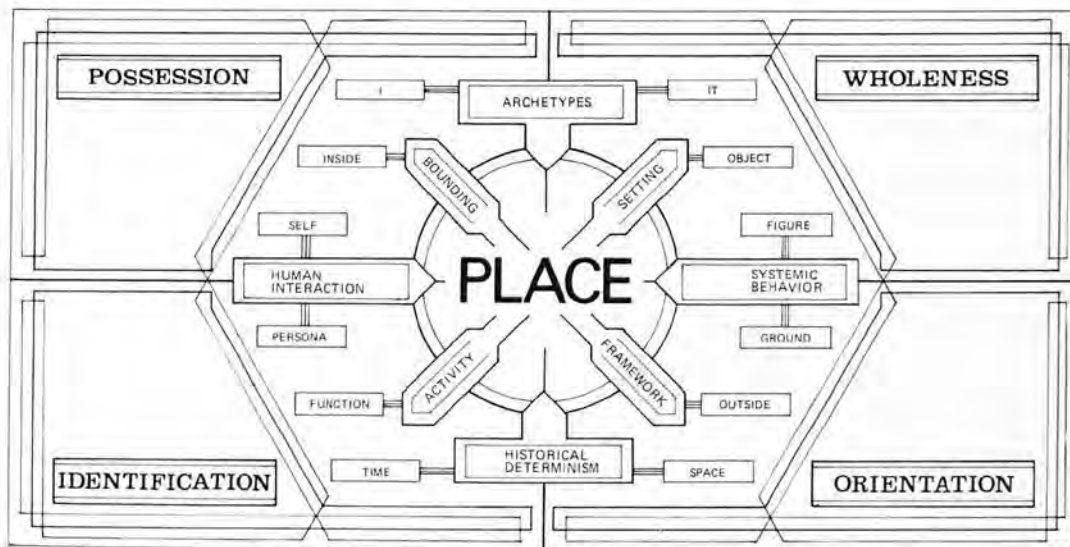 POSSESSION
WHOLENESS
I
ARCHETYPES
IT
INSIDE
BOUNDING
SETTING
OBJECT
SELF
FIGURE
HUMAN
INTERACTION
PLACE
SYSTEMIC
BEHAVIOR
PERSONA
GROUND
ACTIVITY
FRAMEWORK
FUNCTION
OUTSIDE
HISTORICAL
DETERMINISM
TIME
SPACE
IDENTIFICATION
ORIENTATION